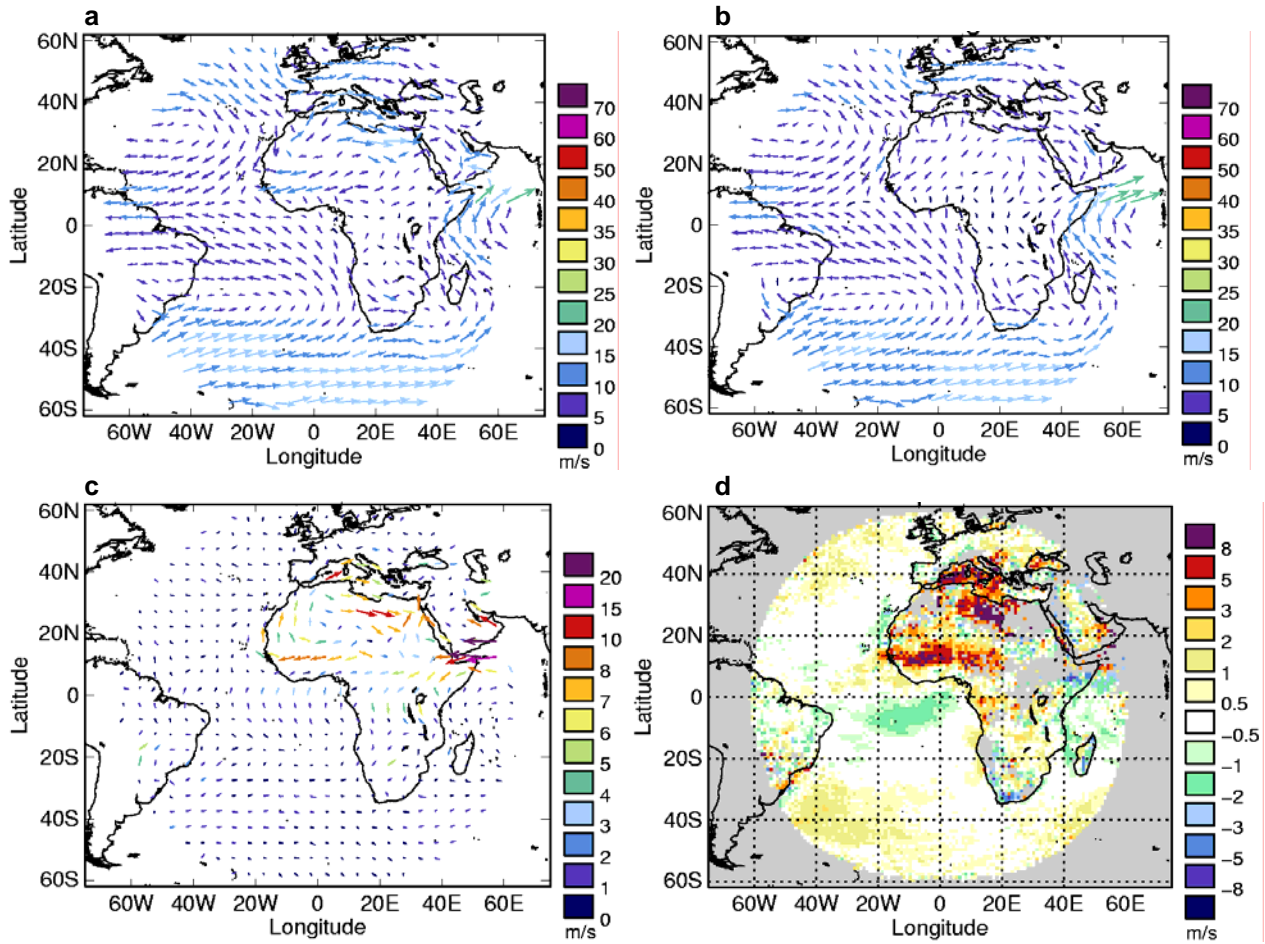 a
b
60N
40N
20N
0
20S
40S
60S
Latitude
60W 40W 20W 0 20E 40E 60E
Longitude
70
60
50
40
35
30
25
20
15
10
5
0
m/s
60N
40N
20N
0
20S
40S
60S
Latitude
60W 40W 20W 0 20E 40E 60E
Longitude
70
60
50
40
35
30
25
20
15
10
5
0
m/s
c
d
60N
40N
20N
0
20S
40S
60S
Latitude
60W 40W 20W 0 20E 40E 60E
Longitude
20
15
10
8
7
6
5
4
3
2
1
0
m/s
60N
40N
20N
0
20S
40S
60S
Latitude
60W 40W 20W 0 20E 40E 60E
Longitude
8
5
3
2
1
0.5
−0.5
−1
−2
−3
−5
−8
m/s